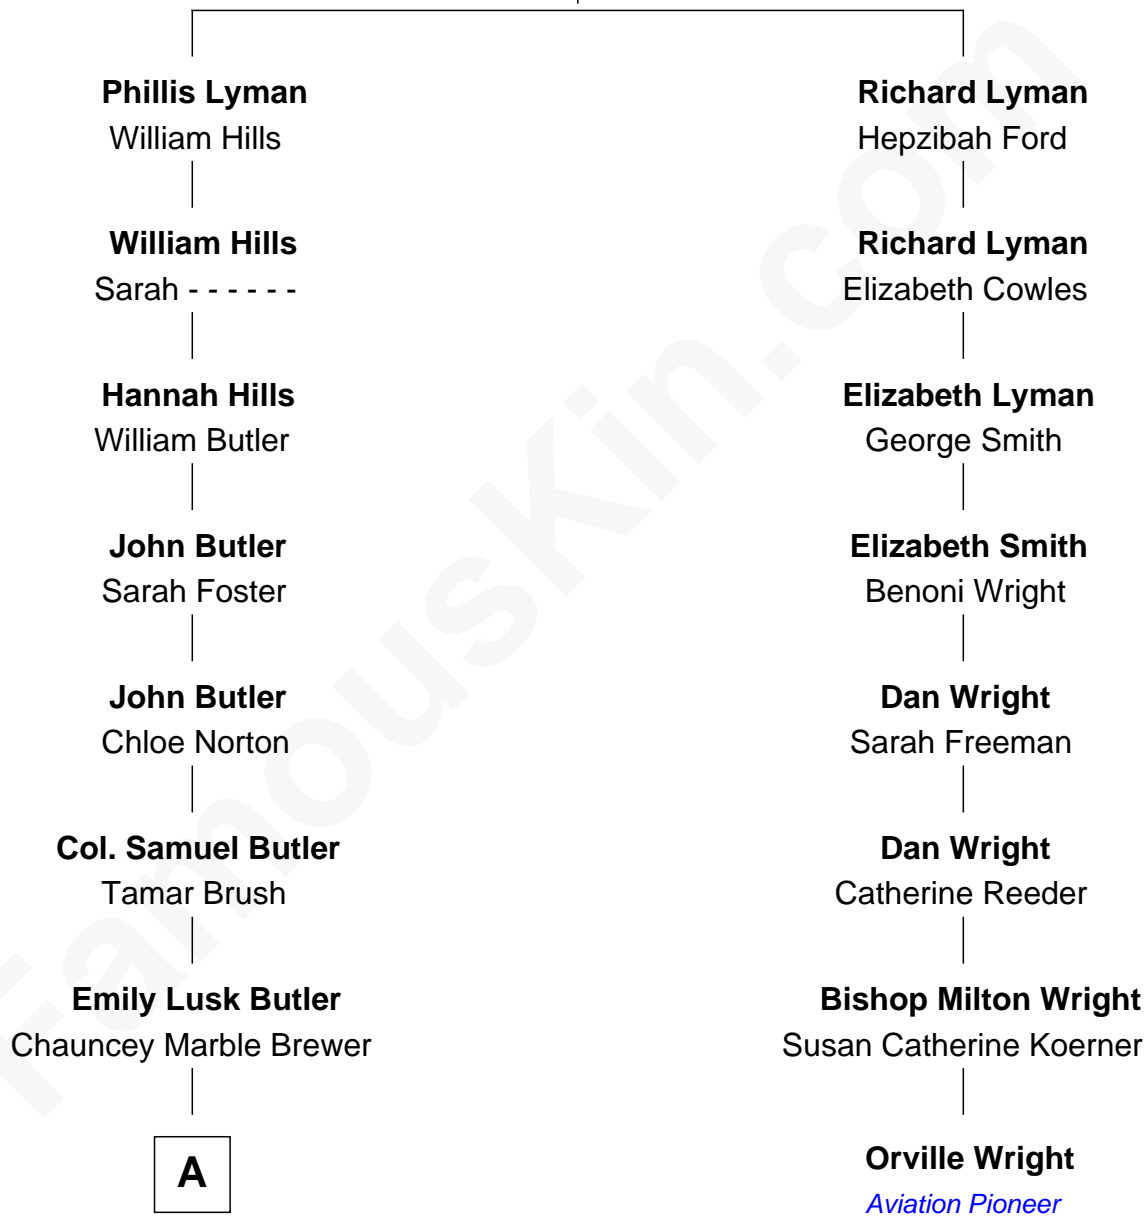 Phillis Lyman
William Hills
William Hills
Sarah - - - - - -
Hannah Hills
William Butler
John Butler
Sarah Foster
John Butler
Chloe Norton
Col. Samuel Butler
Tamar Brush
Emily Lusk Butler
Chauncey Marble Brewer
A
Richard Lyman
Hepzibah Ford
Richard Lyman
Elizabeth Cowles
Elizabeth Lyman
George Smith
Elizabeth Smith
Benoni Wright
Dan Wright
Sarah Freeman
Dan Wright
Catherine Reeder
Bishop Milton Wright
Susan Catherine Koerner
Orville Wright
Aviation Pioneer
FamousKin.com